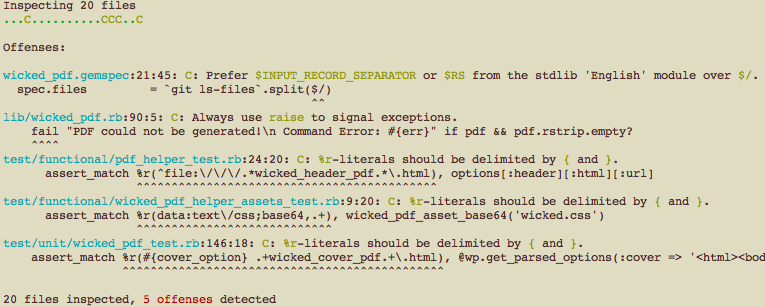 Inspecting 20 files
...C..........CCC..C
Offenses:
wicked_pdf.gemspec:21:45: C: Prefer $INPUT_RECORD_SEPARATOR or $RS from the stdlib 'English' module over $/.
  spec.files         = `git ls-files`.split($/)
                                            ^^
lib/wicked_pdf.rb:90:5: C: Always use raise to signal exceptions.
    fail "PDF could not be generated!\n Command Error: #{err}" if pdf && pdf.rstrip.empty?
    ^^^^
test/functional/pdf_helper_test.rb:24:20: C: %r-literals should be delimited by { and }.
      assert_match %r(^file:\/\/\/.*wicked_header_pdf.*\.html), options[:header][:html][:url]
                   ^^^^^^^^^^^^^^^^^^^^^^^^^^^^^^^^^^^^^^^^^^^
test/functional/wicked_pdf_helper_assets_test.rb:9:20: C: %r-literals should be delimited by { and }.
      assert_match %r(data:text\/css;base64,.+), wicked_pdf_asset_base64('wicked.css')
                   ^^^^^^^^^^^^^^^^^^^^^^^^^^^^
test/unit/wicked_pdf_test.rb:146:18: C: %r-literals should be delimited by { and }.
    assert_match %r(#{cover_option} .+wicked_cover_pdf.+\.html), @wp.get_parsed_options(:cover => '<html><bod
                 ^^^^^^^^^^^^^^^^^^^^^^^^^^^^^^^^^^^^^^^^^^^^^^
20 files inspected, 5 offenses detected